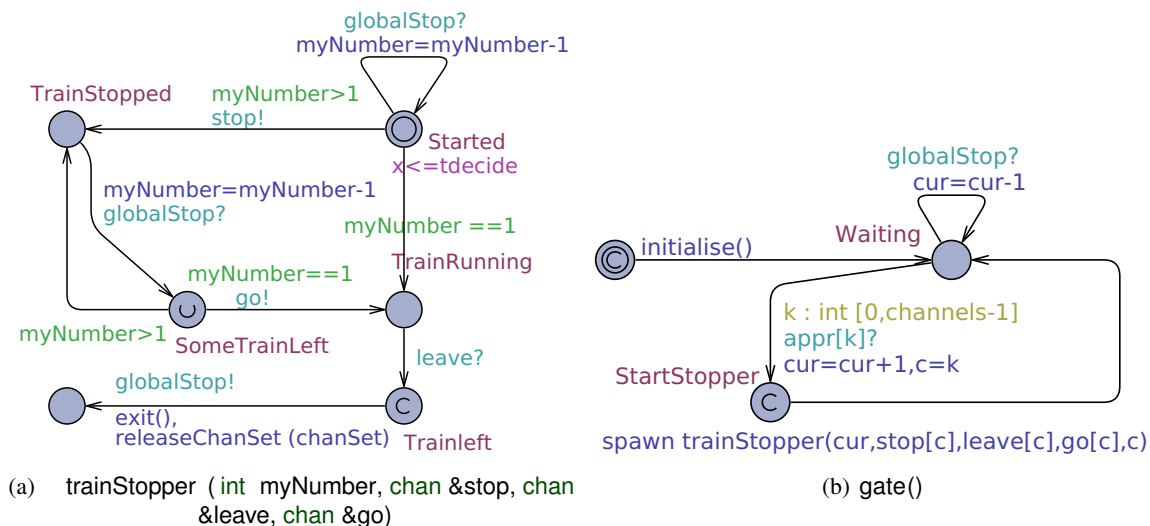 globalStop?
myNumber=myNumber-1
TrainStopped
myNumber>1
stop!
Started
x<=tdecide
myNumber=myNumber-1
globalStop?
myNumber ==1
TrainRunning
myNumber==1
go!
myNumber>1
SomeTrainLeft
leave?
globalStop!
C
exit(),
releaseChanSet (chanSet)
Trainleft
(a) trainStopper ( int myNumber, chan &stop, chan
&leave, chan &go)
globalStop?
cur=cur-1
Waiting
C
initialise()
k : int [0,channels-1]
appr[k]?
cur=cur+1,c=k
StartStopper
C
spawn trainStopper(cur,stop[c],leave[c],go[c],c)
(b) gate()